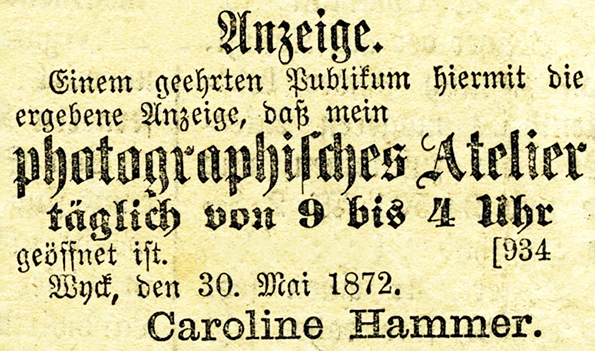 Anzeige.
Einem geehrten Publikum hiermit die
ergebene Anzeige, daß mein
photographisches Atelier
täglich von 9 bis 4 Uhr
geöffnet ist. [934
Wyck, den 30. Mai 1872.
Caroline Hammer.